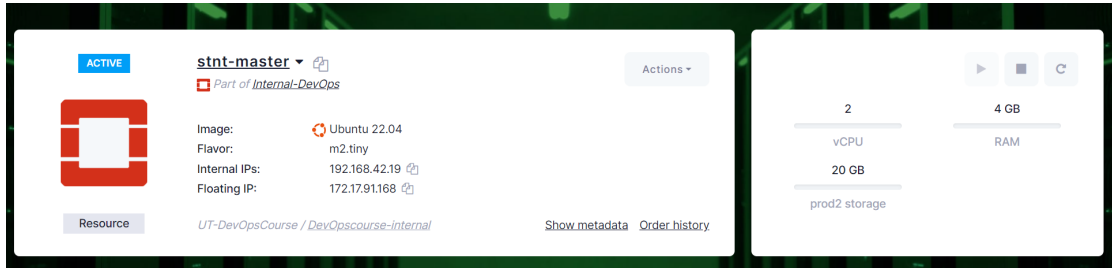 ACTIVE
stnt-master
Actions
Part of Internal-DevOps
Image: Ubuntu 22.04
Flavor: m2.tiny
Internal IPs: 192.168.42.19
Floating IP: 172.17.91.168
Resource
UT-DevOpsCourse / DevOpscourse-internal
Show metadata Order history
2 4 GB
vCPU RAM
20 GB
prod2 storage